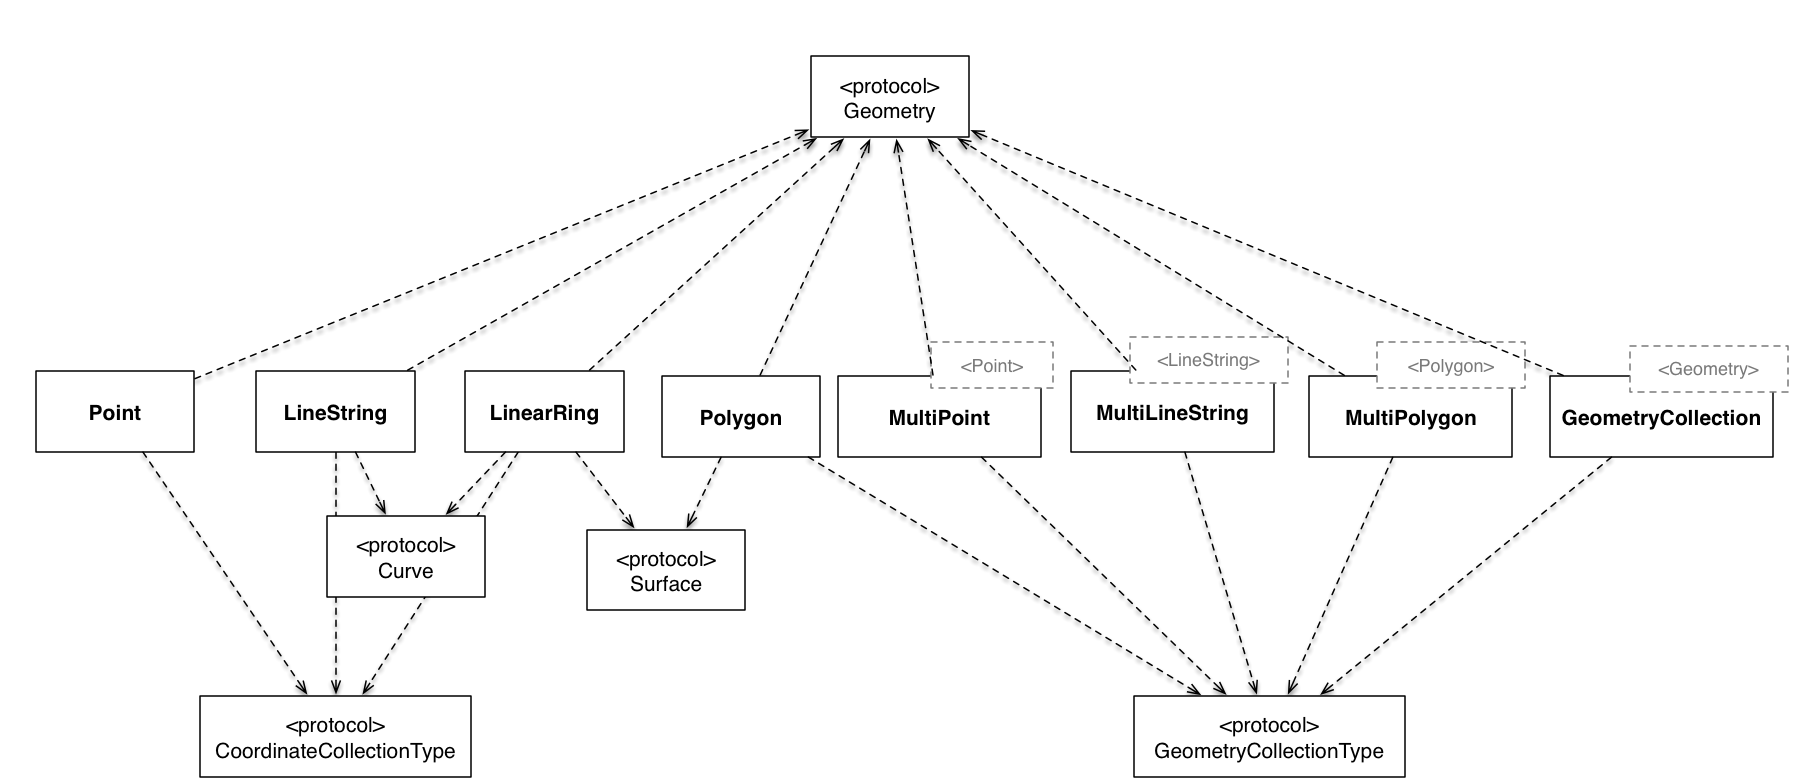 <protocol>
Geometry
<Point>
<LineString>
<Polygon>
<Geometry>
Point
LineString
LinearRing
Polygon
MultiPoint
MultiLineString
MultiPolygon
GeometryCollection
<protocol>
Curve
<protocol>
Surface
<protocol>
CoordinateCollectionType
<protocol>
GeometryCollectionType